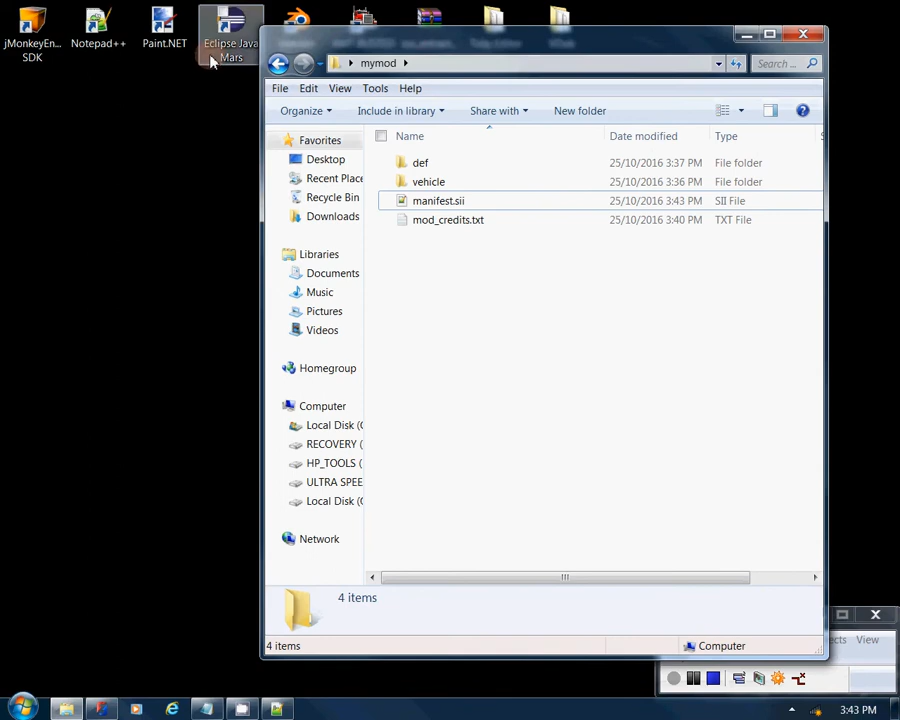 jMonkeyEn...
SDK
Notepad++
Paint.NET
Eclipse Java
Mars
mymod
Search ...
File Edit View Tools Help
Organize Include in library Share with New folder
Name Date modified Type
Favorites
Desktop
Recent Place
Recycle Bin
Downloads
Libraries
Documents
Music
Pictures
Videos
Homegroup
Computer
Local Disk (C
RECOVERY (
HP_TOOLS (
ULTRA SPEE
Local Disk (
Network
def 25/10/2016 3:37 PM File folder
vehicle 25/10/2016 3:36 PM File folder
manifest.sii 25/10/2016 3:43 PM SII File
mod_credits.txt 25/10/2016 3:40 PM TXT File
4 items
4 items
Computer
View
3:43 PM